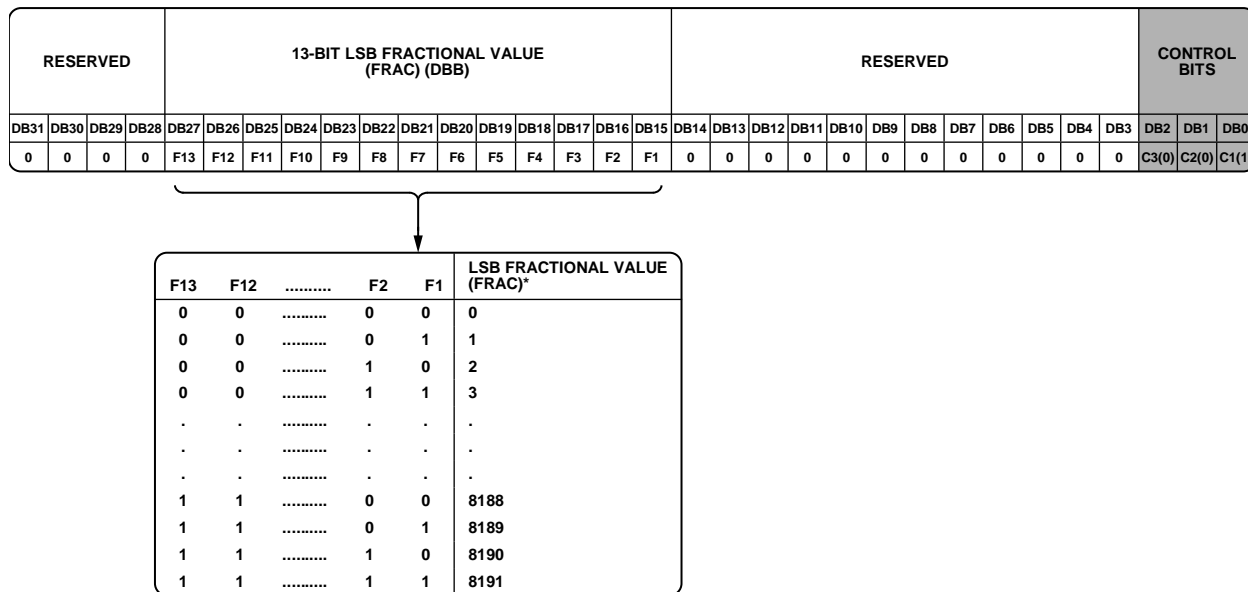 RESERVED
13-BIT LSB FRACTIONAL VALUE
(FRAC) (DBB)
RESERVED
CONTROL
BITS
DB31 DB30 DB29 DB28 DB27 DB26 DB25 DB24 DB23 DB22 DB21 DB20 DB19 DB18 DB17 DB16 DB15 DB14 DB13 DB12 DB11 DB10 DB9 DB8 DB7 DB6 DB5 DB4 DB3 DB2 DB1 DB0
0 0 0 0 F13 F12 F11 F10 F9 F8 F7 F6 F5 F4 F3 F2 F1 0 0 0 0 0 0 0 0 0 0 0 0 C3(0) C2(0) C1(1
F13 F12 .......... F2 F1 LSB FRACTIONAL VALUE
(FRAC)*
0 0 .......... 0 0 0
0 0 .......... 0 1 1
0 0 .......... 1 0 2
0 0 .......... 1 1 3
. . .......... . . .
. . .......... . . .
. . .......... . . .
1 1 .......... 0 0 8188
1 1 .......... 0 1 8189
1 1 .......... 1 0 8190
1 1 .......... 1 1 8191